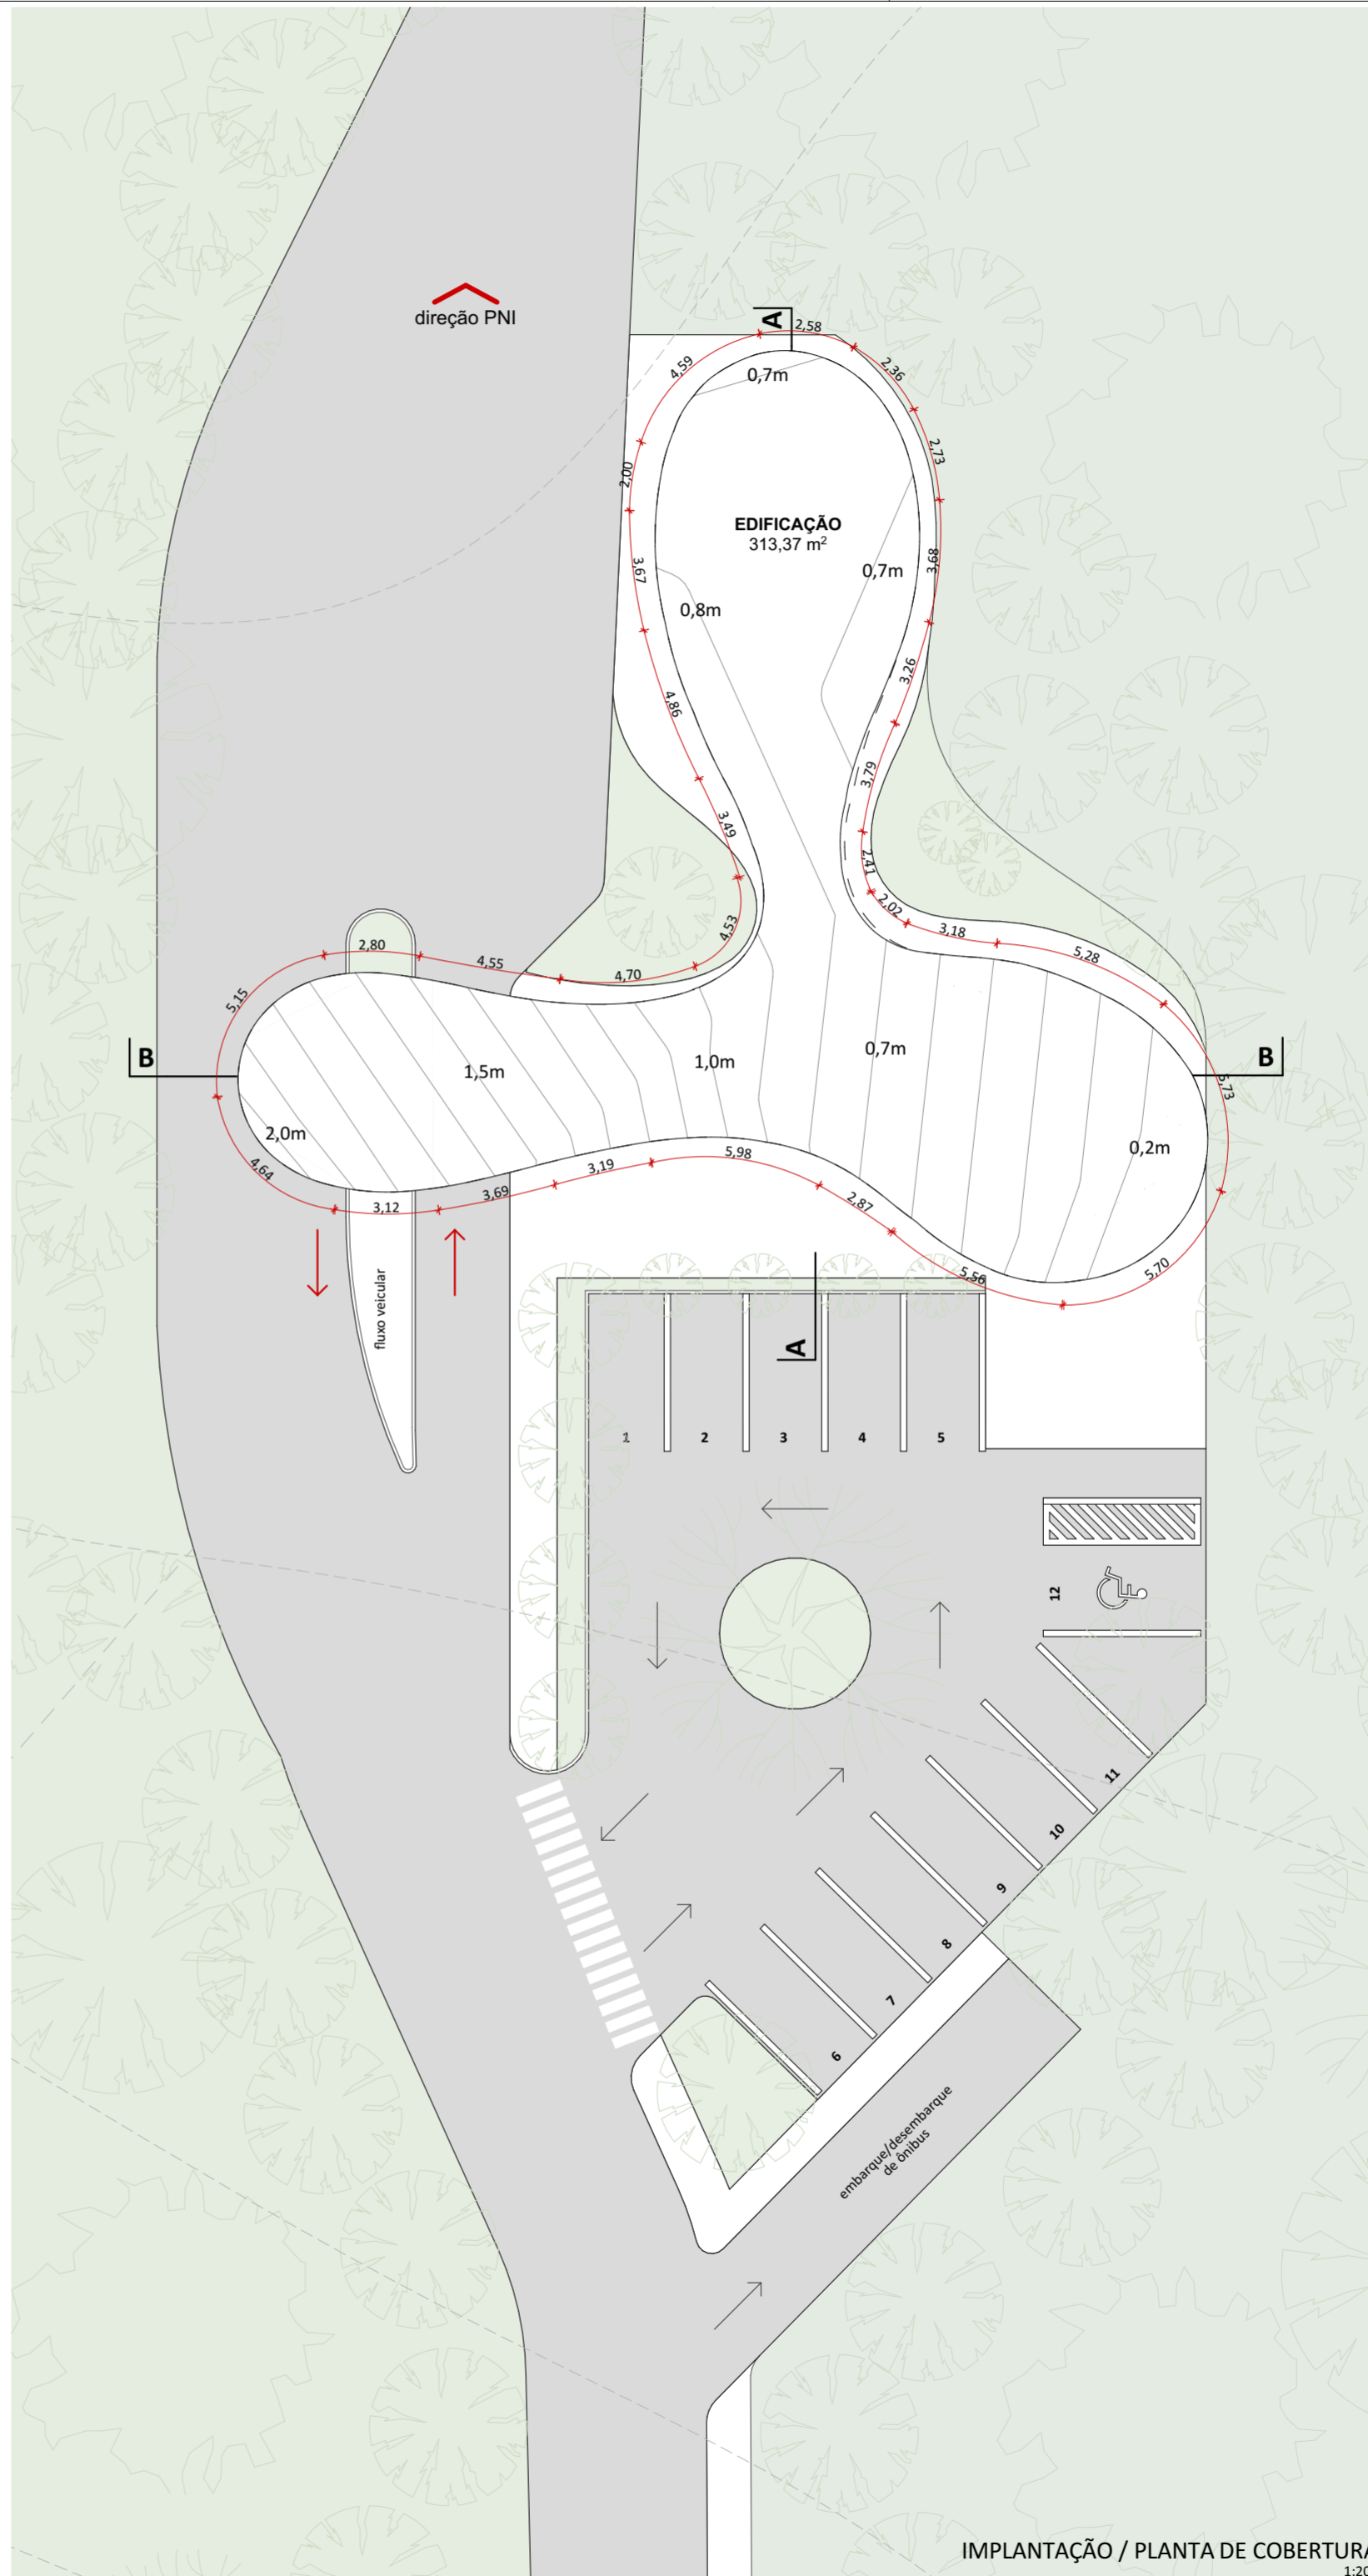 direção PNI
A
2,58
4,59
0,7m
2,36
2,73
2,00
EDIFICAÇÃO
313,37 m²
3,67
0,7m
3,68
0,8m
3,26
4,86
3,79
3,49
2,41
2,02
4,53
3,18
2,80
4,55
4,70
5,28
5,15
B
1,5m
1,0m
0,7m
B
5,73
2,0m
0,2m
4,64
3,12
3,69
3,19
5,98
2,87
5,56
5,70
fluxo veicular
A
1
2
3
4
5
12
11
10
9
8
7
6
embarque/desembarque
de ônibus
IMPLANTAÇÃO / PLANTA DE COBERTURA